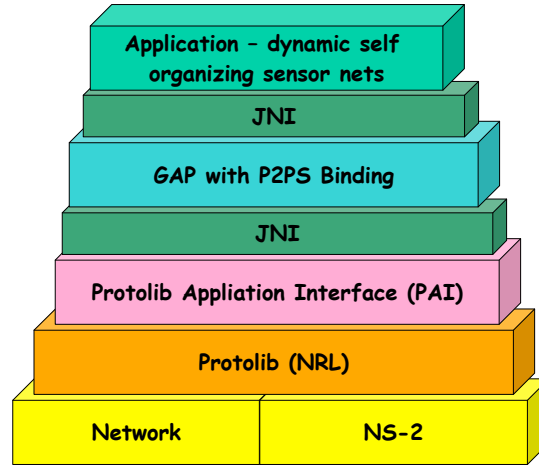 Application – dynamic self
organizing sensor nets
JNI
GAP with P2PS Binding
JNI
Protolib Appliation Interface (PAI)
Protolib (NRL)
Network
NS-2